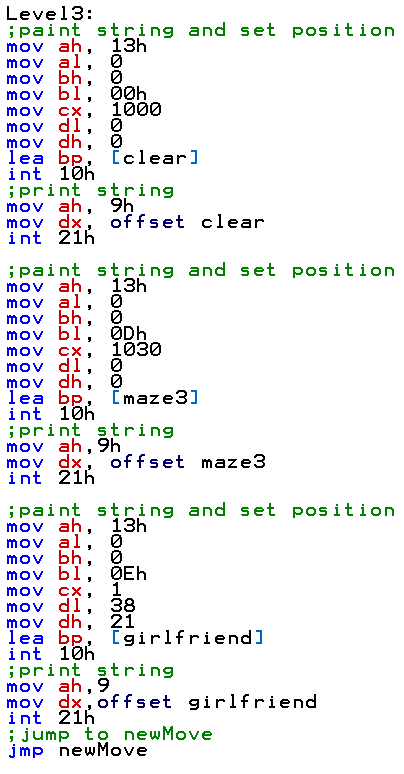 Level3:
;paint string and set position
mov ah, 13h
mov al, 0
mov bh, 0
mov bl, 00h
mov cx, 1000
mov dl, 0
mov dh, 0
lea bp, [clear]
int 10h
;print string
mov ah, 9h
mov dx, offset clear
int 21h
;paint string and set position
mov ah, 13h
mov al, 0
mov bh, 0
mov bl, 0Dh
mov cx, 1030
mov dl, 0
mov dh, 0
lea bp, [maze3]
int 10h
;print string
mov ah,9h
mov dx, offset maze3
int 21h
;paint string and set position
mov ah, 13h
mov al, 0
mov bh, 0
mov bl, 0Eh
mov cx, 1
mov dl, 38
mov dh, 21
lea bp, [girlfriend]
int 10h
;print string
mov ah,9
mov dx,offset girlfriend
int 21h
;jump to newMove
jmp newMove